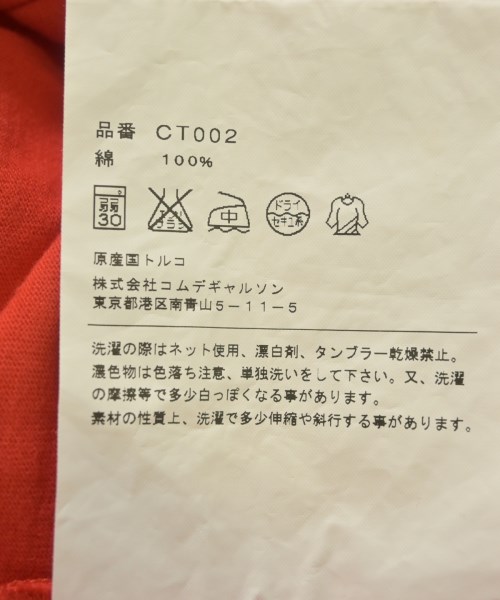 品番 CT002
綿 100%
弱 30 エンソサラシ ドライ セキユ系 中
原産国トルコ
株式会社コムデギャルソン
東京都港区南青山5－11－5
洗濯の際はネット使用、漂白剤、タンブラー乾燥禁止。
濃色物は色落ち注意、単独洗いをして下さい。又、洗濯
の摩擦等で多少白っぽくなる事があります。
素材の性質上、洗濯で多少伸縮や斜行する事があります。